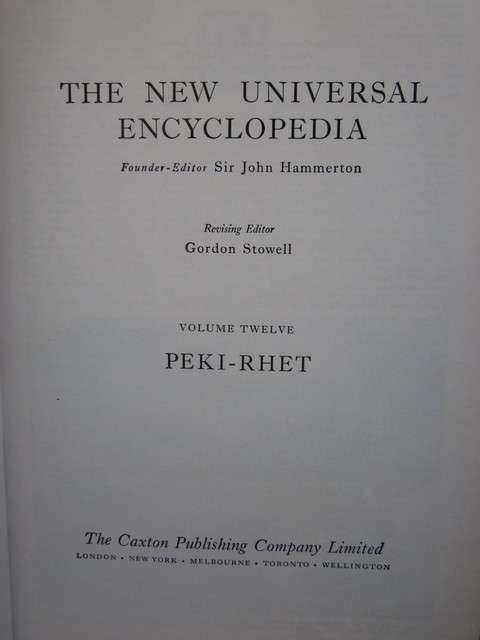 THE NEW UNIVERSAL
ENCYCLOPEDIA
Founder-Editor Sir John Hammerton
Revising Editor
Gordon Stowell
VOLUME TWELVE
PEKI-RHET
The Caxton Publishing Company Limited
LONDON • NEW YORK • MELBOURNE • TORONTO • WELLINGTON